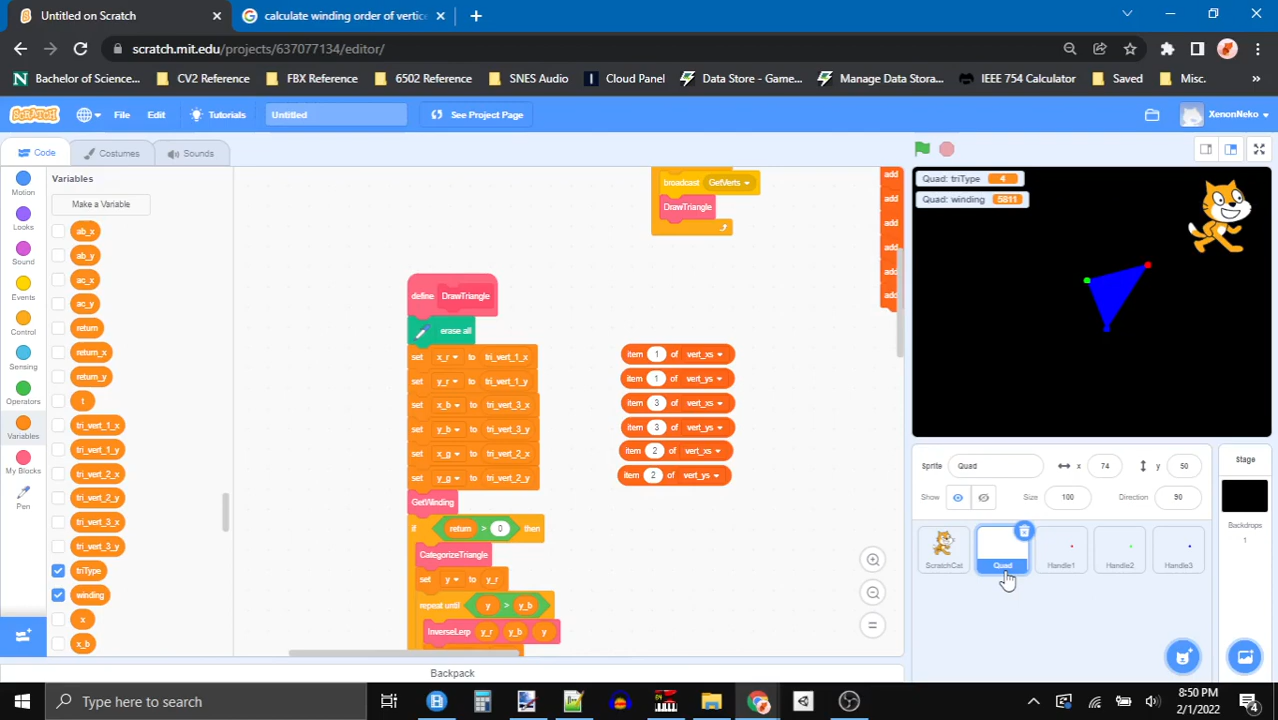 Untitled on Scratch
calculate winding order of vertice
scratch.mit.edu/projects/637077134/editor/
Bachelor of Science...
CV2 Reference
FBX Reference
6502 Reference
SNES Audio
Cloud Panel
Data Store - Game...
Manage Data Stora...
IEEE 754 Calculator
Saved
Misc.
SCRATCH
File
Edit
Tutorials
Untitled
See Project Page
XenonNeko
Code
Costumes
Sounds
Motion
Looks
Sound
Events
Control
Sensing
Operators
Variables
My Blocks
Pen
Variables
Make a Variable
ab_x
ab_y
ac_x
ac_y
return
return_x
return_y
t
tri_vert_1_x
tri_vert_1_y
tri_vert_2_x
tri_vert_2_y
tri_vert_3_x
tri_vert_3_y
triType
winding
x
x_b
broadcast GetVerts
DrawTriangle
define DrawTriangle
erase all
set x_r to tri_vert_1_x
set y_r to tri_vert_1_y
set x_b to tri_vert_3_x
set y_b to tri_vert_3_y
set x_g to tri_vert_2_x
set y_g to tri_vert_2_y
GetWinding
if return > 0 then
CategorizeTriangle
set y to y_r
repeat until y > y_b
InverseLerp y_r y_b y
item 1 of vert_xs
item 1 of vert_ys
item 3 of vert_xs
item 3 of vert_ys
item 2 of vert_xs
item 2 of vert_ys
add
add
add
add
add
add
Quad: triType 4
Quad: winding 5811
Sprite Quad x 74 y 50
Show Size 100 Direction 90
ScratchCat
Quad
Handle1
Handle2
Handle3
Stage
Backdrops
1
Backpack
Type here to search
8:50 PM
2/1/2022
4